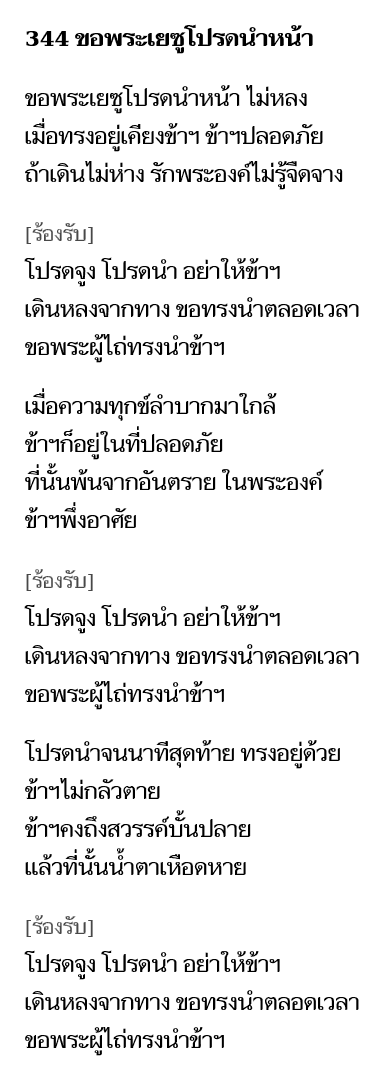 344 ขอพระเยซูโปรดนำหน้า
ขอพระเยซูโปรดนำหน้า ไม่หลง
เมื่อทรงอยู่เคียงข้าฯ ข้าฯปลอดภัย
ถ้าเดินไม่ห่าง รักพระองค์ไม่รู้จืดจาง
[ร้องรับ]
โปรดจูง โปรดนำ อย่าให้ข้าฯ
เดินหลงจากทาง ขอทรงนำตลอดเวลา
ขอพระผู้ไถ่ทรงนำข้าฯ
เมื่อความทุกข์ลำบากมาใกล้
ข้าฯก็อยู่ในที่ปลอดภัย
ที่นั้นพ้นจากอันตราย ในพระองค์
ข้าฯพึ่งอาศัย
[ร้องรับ]
โปรดจูง โปรดนำ อย่าให้ข้าฯ
เดินหลงจากทาง ขอทรงนำตลอดเวลา
ขอพระผู้ไถ่ทรงนำข้าฯ
โปรดนำจนนาทีสุดท้าย ทรงอยู่ด้วย
ข้าฯไม่กลัวตาย
ข้าฯคงถึงสวรรค์บั้นปลาย
แล้วที่นั้นน้ำตาเหือดหาย
[ร้องรับ]
โปรดจูง โปรดนำ อย่าให้ข้าฯ
เดินหลงจากทาง ขอทรงนำตลอดเวลา
ขอพระผู้ไถ่ทรงนำข้าฯ